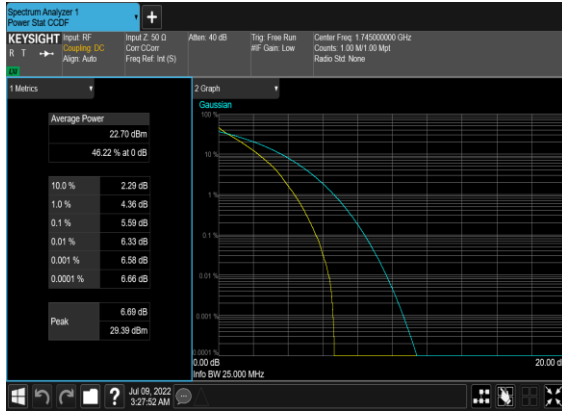 Spectrum Analyzer 1
Power Stat CCDF
+
KEYSIGHT
R T
LU
Input: RF
Coupling: DC
Align: Auto
Input Z: 50 Ω
Corr CCorr
Freq Ref: Int (S)
Atten: 40 dB
Trig: Free Run
#IF Gain: Low
Center Freq: 1.745000000 GHz
Counts: 1.00 M/1.00 Mpt
Radio Std: None
1 Metrics
Average Power
22.70 dBm
46.22 % at 0 dB
10.0 % 2.29 dB
1.0 % 4.36 dB
0.1 % 5.59 dB
0.01 % 6.33 dB
0.001 % 6.58 dB
0.0001 % 6.66 dB
Peak
6.69 dB
29.39 dBm
2 Graph
Gaussian
100 %
10 %
1 %
0.1 %
0.01 %
0.001 %
0.0001 %
0.00 dB
20.00 d
Info BW 25.000 MHz
?
Jul 09, 2022
3:27:52 AM